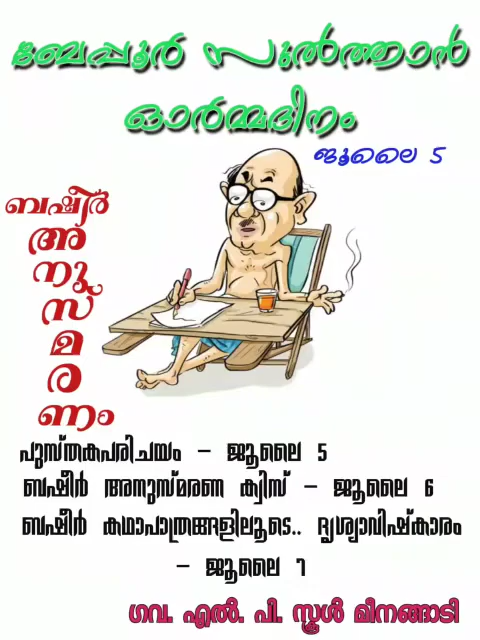 ബേപ്പൂർ സുൽത്താൻ
ഓർമ്മദിനം
ജൂലൈ 5
ബഷീർ
അ
നു
സ്
മ
ര
ണം
പുസ്തകപരിചയം - ജൂലൈ 5
ബഷീർ അനുസ്മരണ ക്വിസ് - ജൂലൈ 6
ബഷീർ കഥാപാത്രങ്ങളിലൂടെ.. ദൃശ്യാവിഷ്കാരം
- ജൂലൈ 7
ഗവ. എൽ. പി. സ്കൂൾ മീനങ്ങാടി